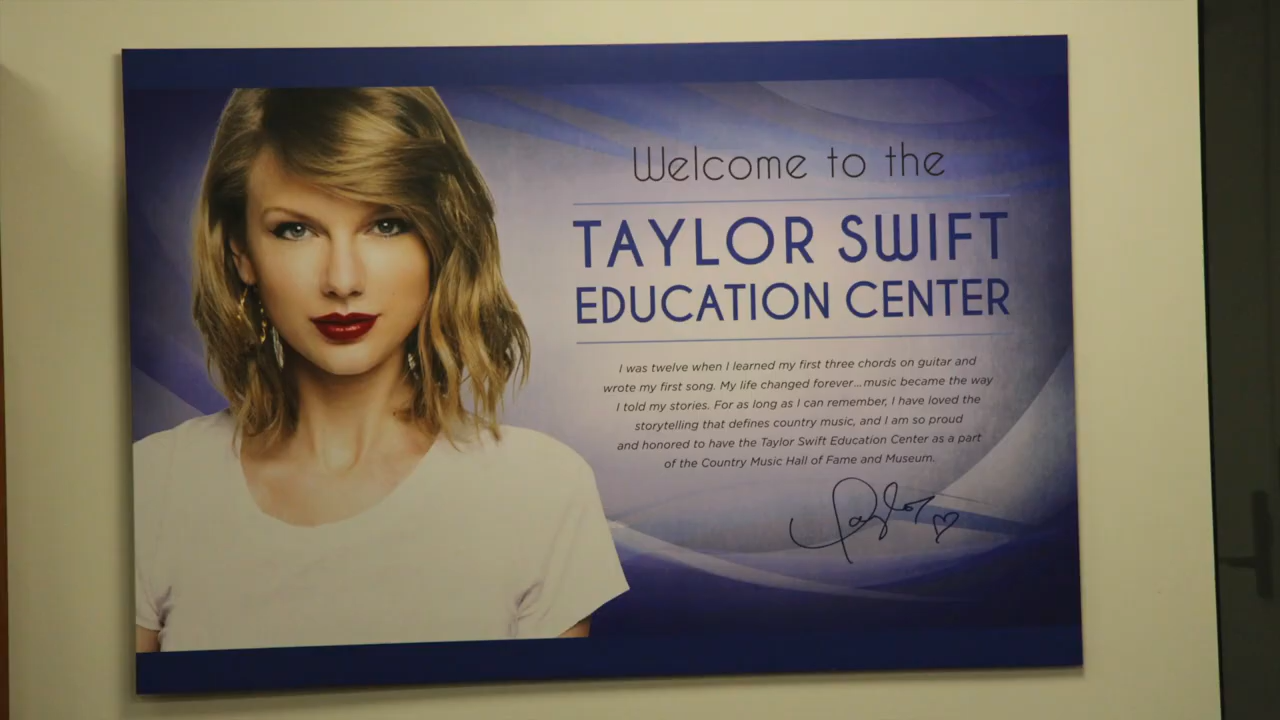 Welcome to the
TAYLOR SWIFT
EDUCATION CENTER
I was twelve when I learned my first three chords on guitar and
wrote my first song. My life changed forever...music became the way
I told my stories. For as long as I can remember, I have loved the
storytelling that defines country music, and I am so proud
and honored to have the Taylor Swift Education Center as a part
of the Country Music Hall of Fame and Museum.
Taylor